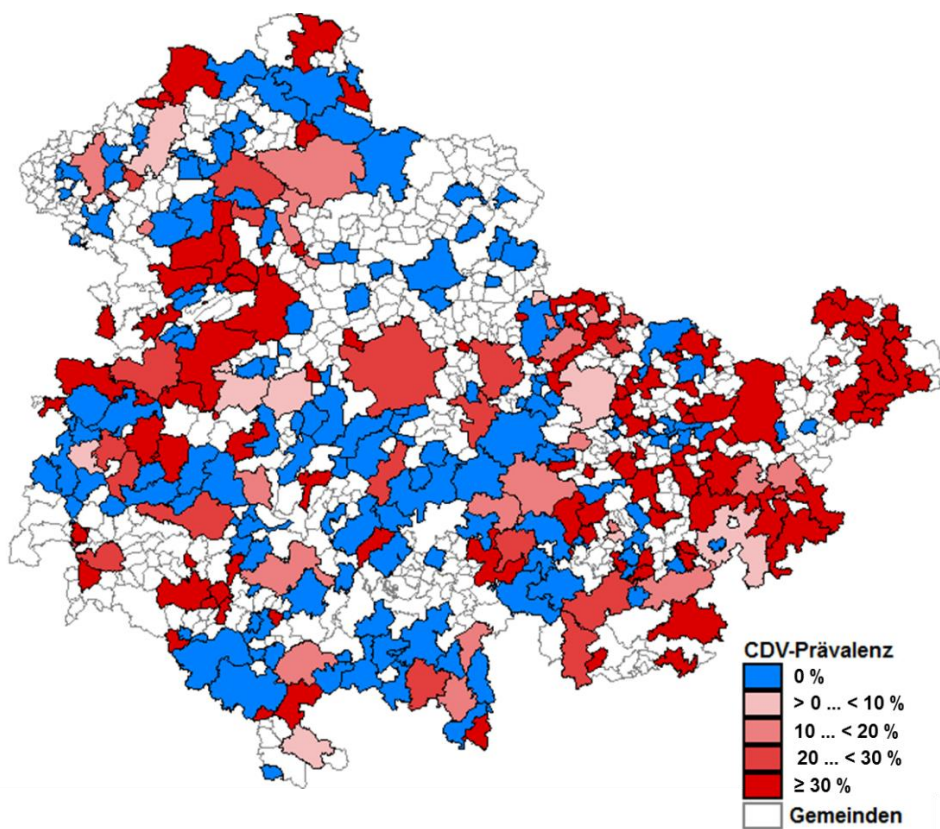 CDV-Prävalenz
0 %
> 0 ... < 10 %
10 ... < 20 %
20 ... < 30 %
≥ 30 %
Gemeinden